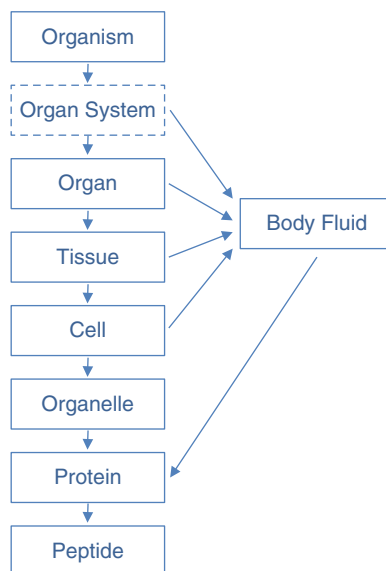 Organism
Organ System
Organ
Body Fluid
Tissue
Cell
Organelle
Protein
Peptide